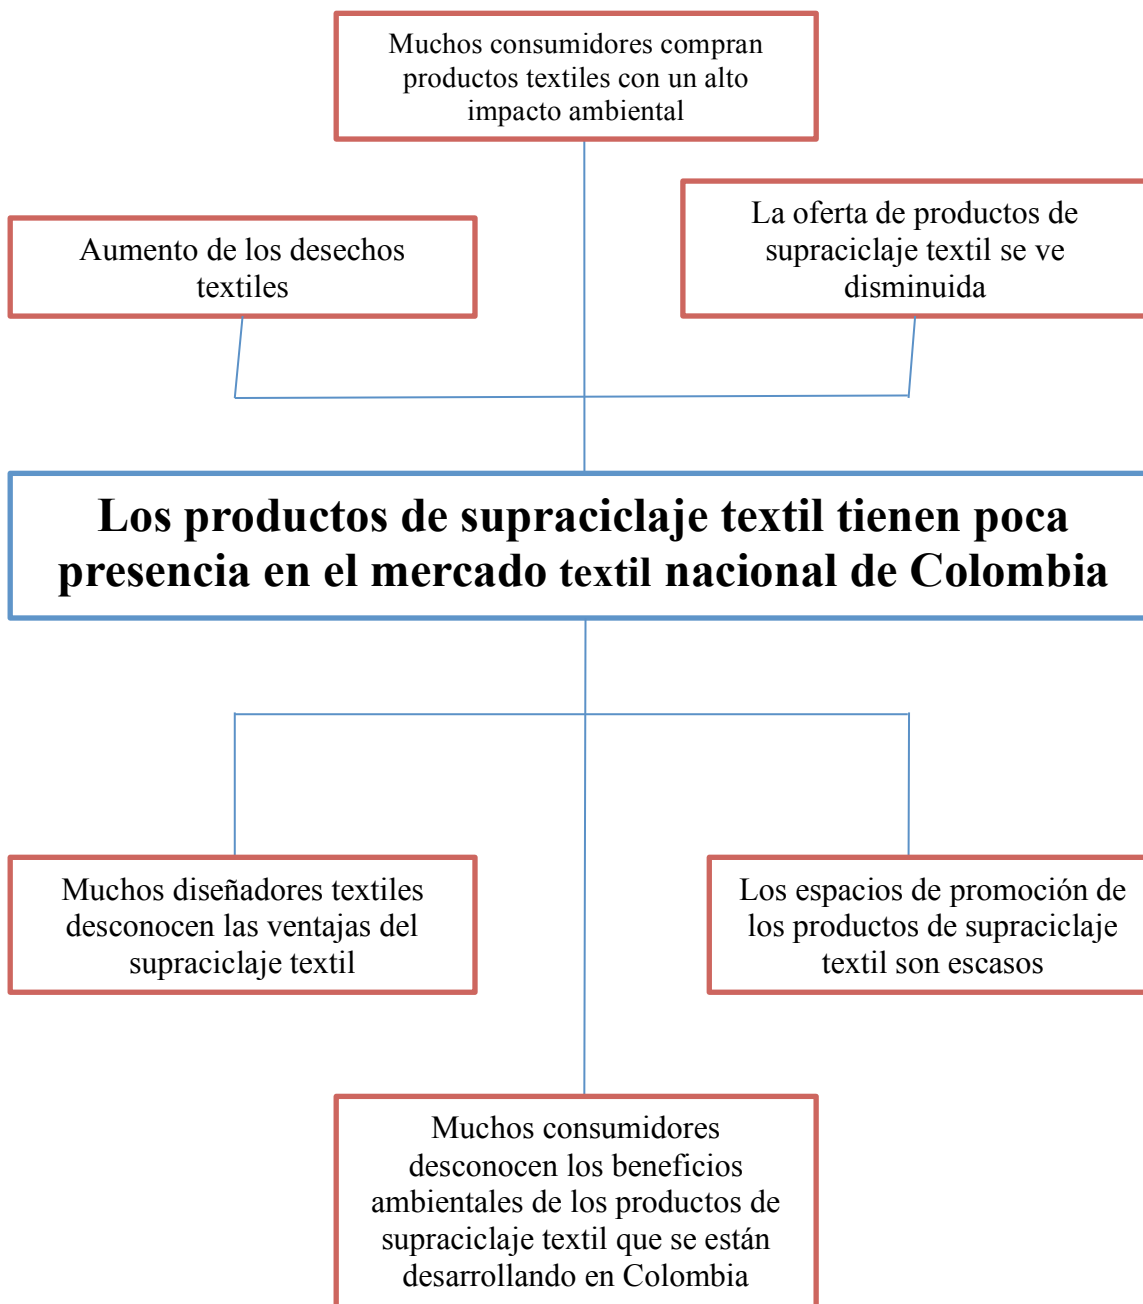 Muchos consumidores compran
productos textiles con un alto
impacto ambiental
Aumento de los desechos
textiles
La oferta de productos de
supraciclaje textil se ve
disminuida
Los productos de supraciclaje textil tienen poca
presencia en el mercado textil nacional de Colombia
Muchos diseñadores textiles
desconocen las ventajas del
supraciclaje textil
Los espacios de promoción de
los productos de supraciclaje
textil son escasos
Muchos consumidores
desconocen los beneficios
ambientales de los productos de
supraciclaje textil que se están
desarrollando en Colombia